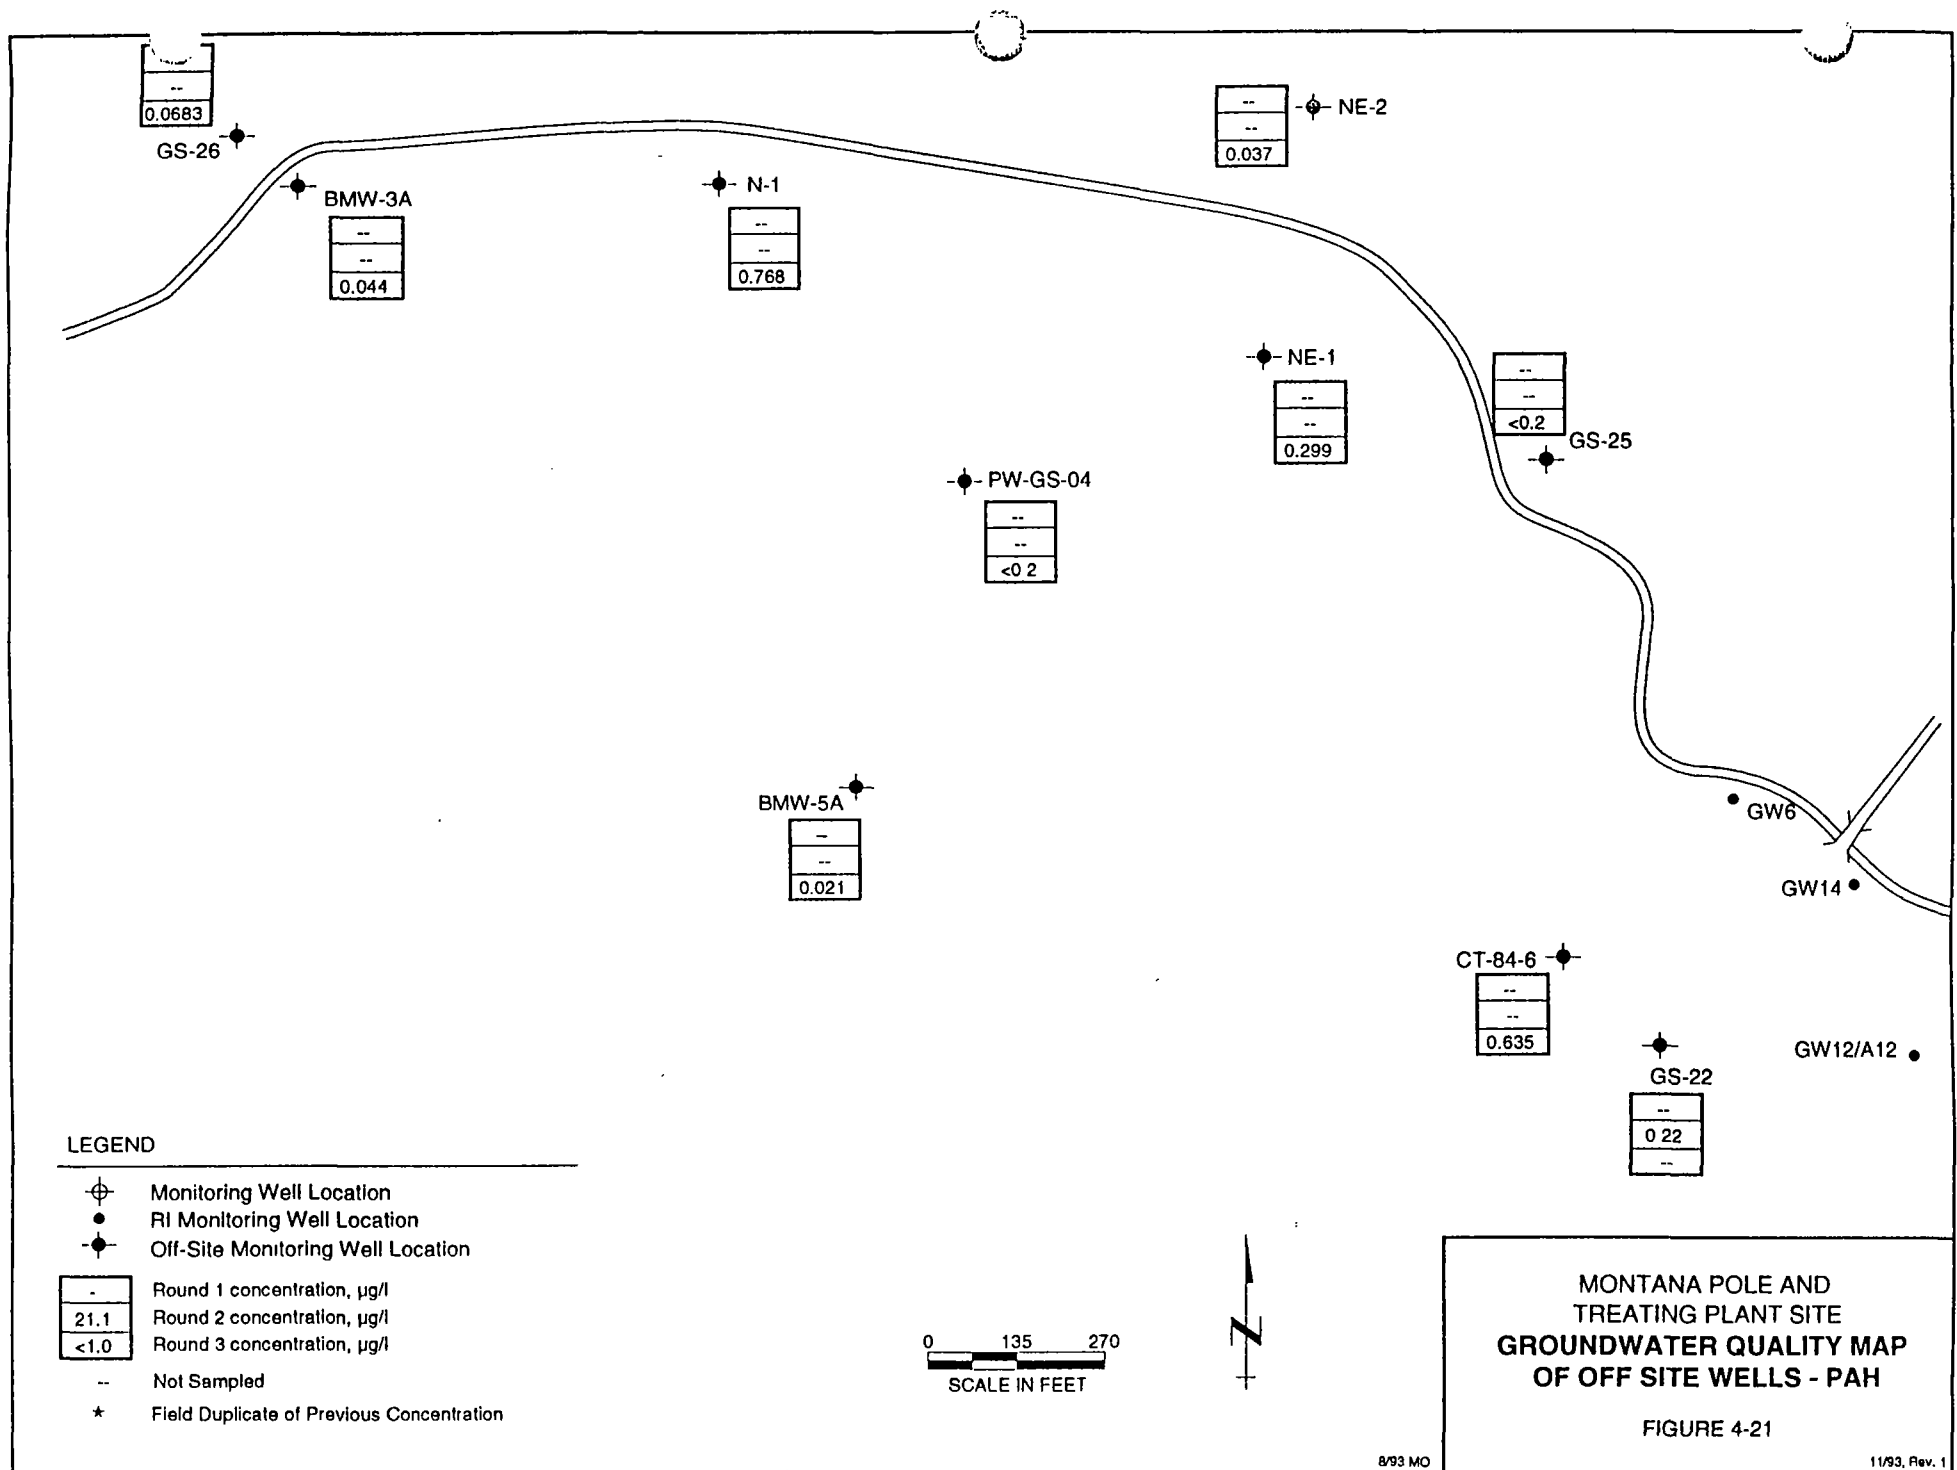 --
0.0683
GS-26
BMW-3A
--
--
0.044
N-1
--
--
0.768
--
--
0.037
NE-2
NE-1
--
--
0.299
--
--
<0.2
GS-25
PW-GS-04
--
--
<0 2
BMW-5A
--
--
0.021
GW6
GW14
CT-84-6
--
--
0.635
GW12/A12
GS-22
--
0 22
--
LEGEND
Monitoring Well Location
RI Monitoring Well Location
Off-Site Monitoring Well Location
- Round 1 concentration, µg/l
21.1 Round 2 concentration, µg/l
<1.0 Round 3 concentration, µg/l
-- Not Sampled
★ Field Duplicate of Previous Concentration
0 135 270
SCALE IN FEET
N
MONTANA POLE AND
TREATING PLANT SITE
GROUNDWATER QUALITY MAP
OF OFF SITE WELLS - PAH
FIGURE 4-21
8/93 MO
11/93, Rev. 1